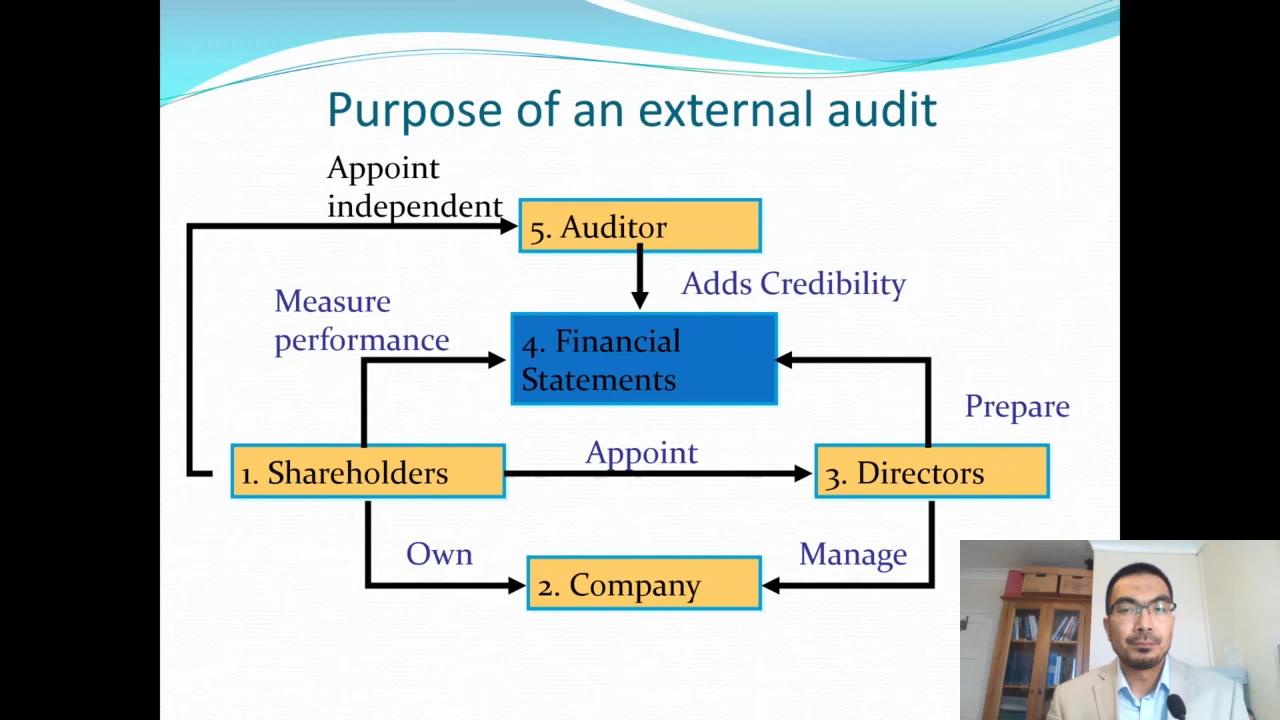 Purpose of an external audit
Appoint
independent
5. Auditor
Adds Credibility
Measure
performance
4. Financial
Statements
Prepare
Appoint
1. Shareholders
3. Directors
Own
Manage
2. Company